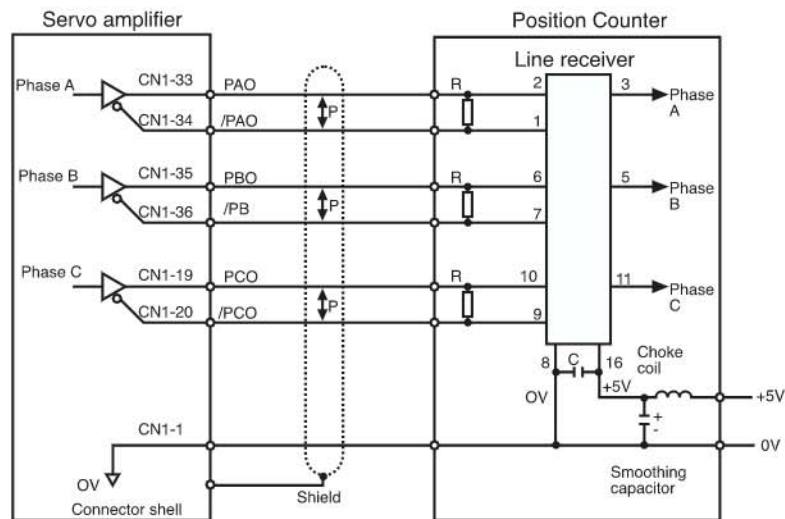 Servo amplifier
Position Counter
Line receiver
Phase A
CN1-33
PAO
R
2
3
Phase
A
CN1-34
/PAO
P
1
Phase B
CN1-35
PBO
R
6
5
Phase
B
CN1-36
/PB
P
7
Phase C
CN1-19
PCO
R
10
11
Phase
C
CN1-20
/PCO
P
9
8
C
16
Choke
coil
OV
+5V
+5V
+
-
CN1-1
0V
OV
Connector shell
Shield
Smoothing
capacitor